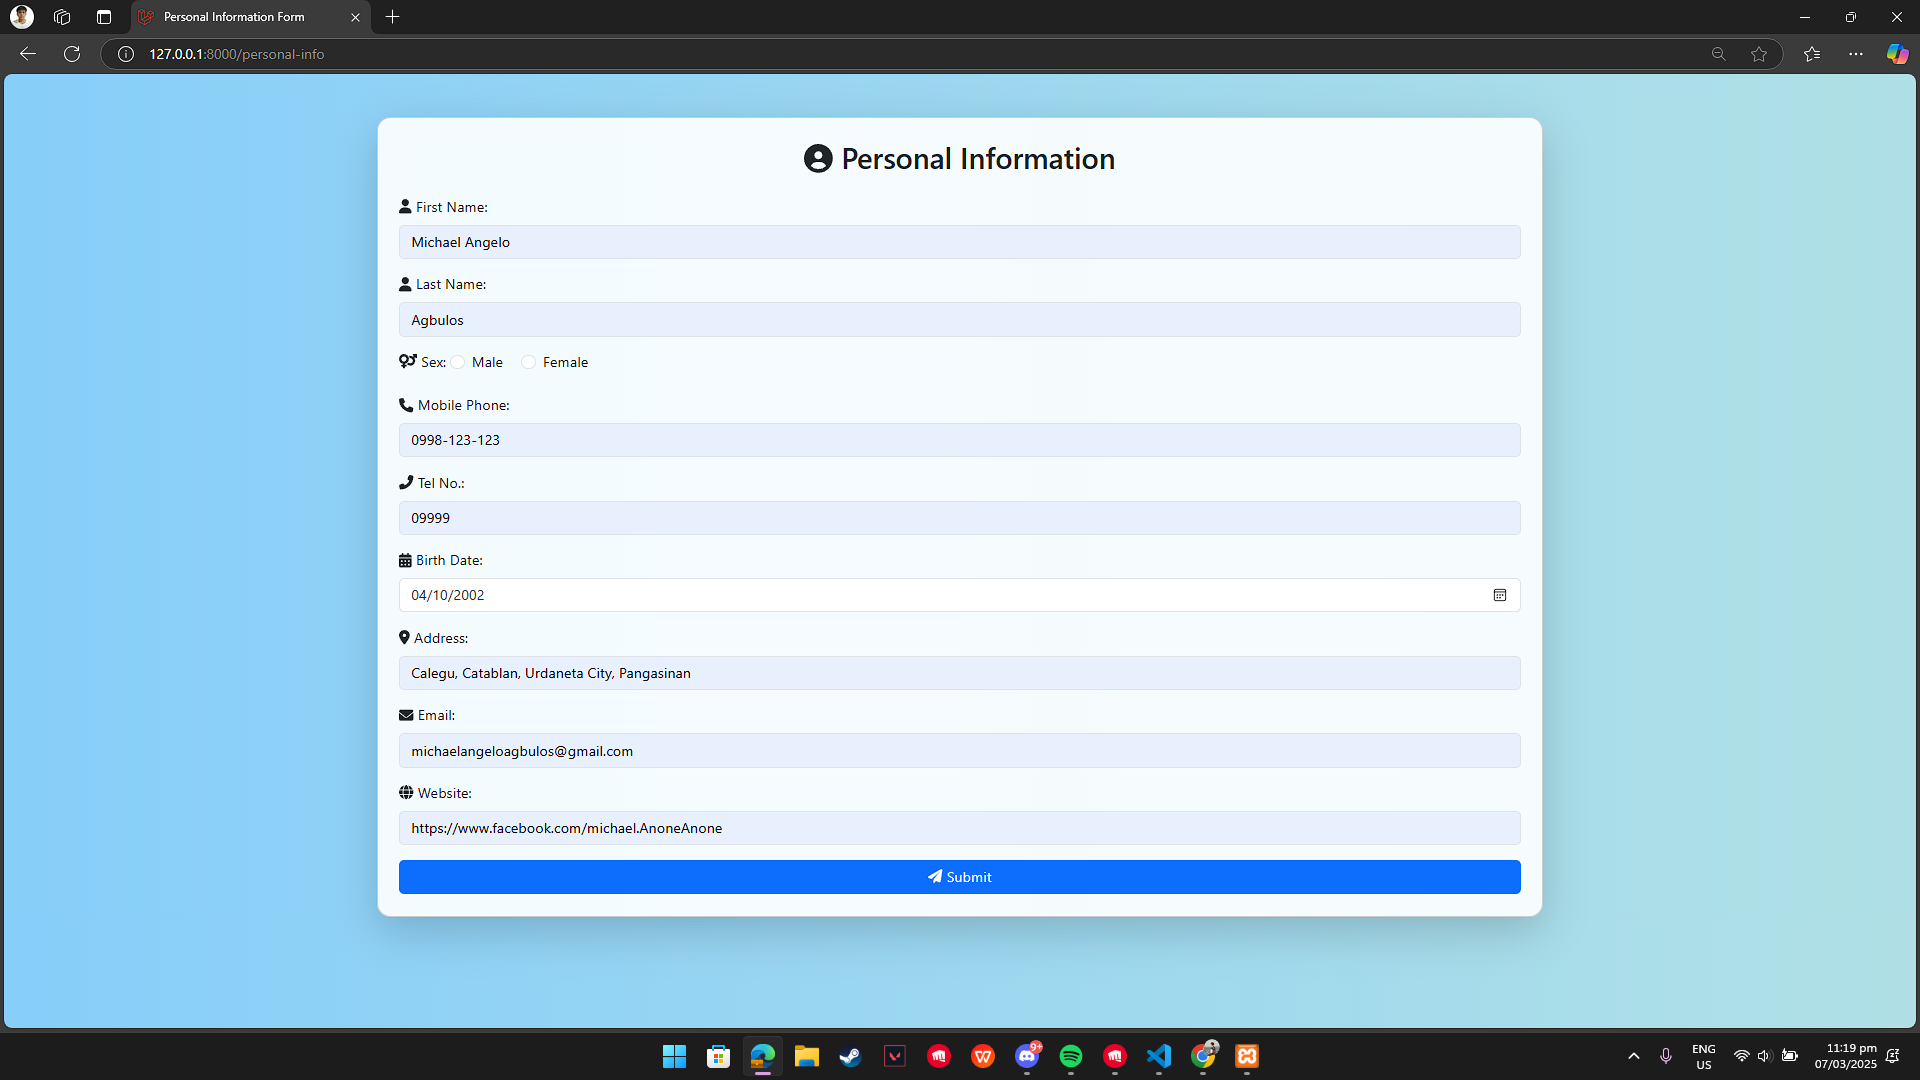 Personal Information Form
127.0.0.1:8000/personal-info
Personal Information
First Name:
Michael Angelo
Last Name:
Agbulos
Sex: Male Female
Mobile Phone:
0998-123-123
Tel No.:
09999
Birth Date:
04/10/2002
Address:
Calegu, Catablan, Urdaneta City, Pangasinan
Email:
michaelangeloagbulos@gmail.com
Website:
https://www.facebook.com/michael.AnoneAnone
Submit
9+
ENG
US
11:19 pm
07/03/2025